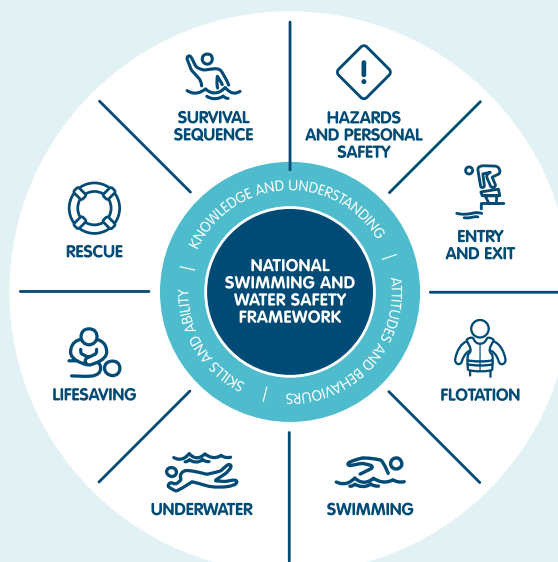 SURVIVAL
SEQUENCE
HAZARDS
AND PERSONAL
SAFETY
ENTRY
AND EXIT
FLOTATION
SWIMMING
UNDERWATER
LIFESAVING
RESCUE
KNOWLEDGE AND UNDERSTANDING |
ATTITUDES AND BEHAVIOURS |
SKILLS AND ABILITY |
NATIONAL
SWIMMING AND
WATER SAFETY
FRAMEWORK